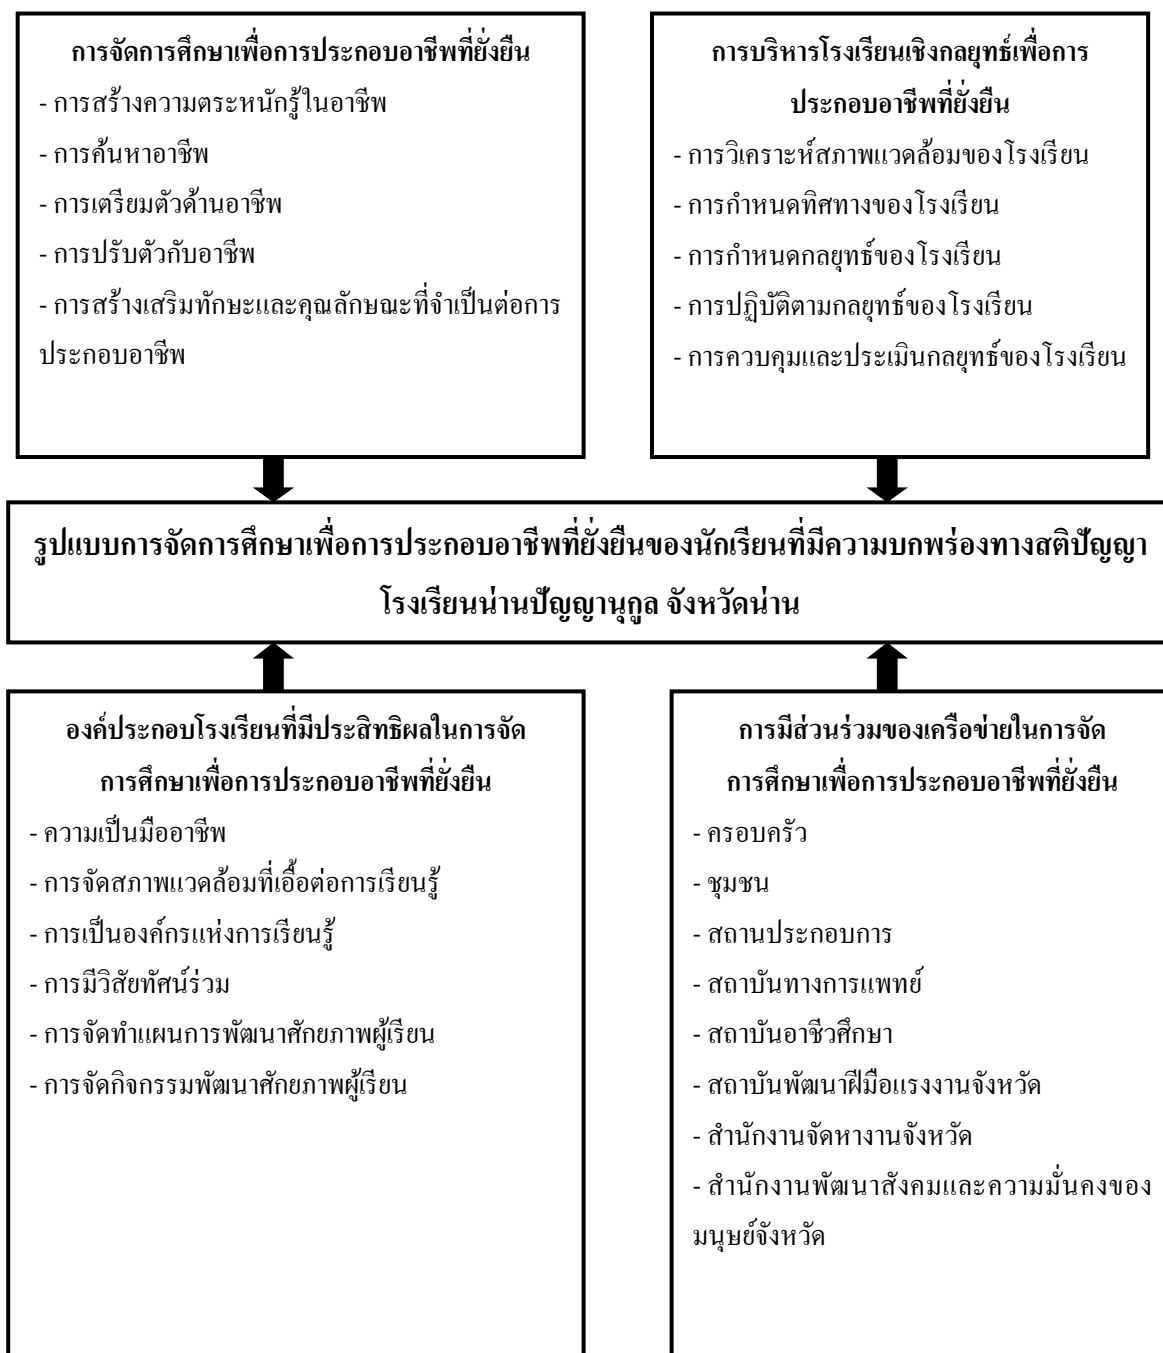 การจัดการศึกษาเพื่อการประกอบอาชีพที่ยั่งยืน
- การสร้างความตระหนักรู้ในอาชีพ
- การค้นหาอาชีพ
- การเตรียมตัวด้านอาชีพ
- การปรับตัวกับอาชีพ
- การสร้างเสริมทักษะและคุณลักษณะที่จำเป็นต่อการ
ประกอบอาชีพ
การบริหารโรงเรียนเชิงกลยุทธ์เพื่อการ
ประกอบอาชีพที่ยั่งยืน
- การวิเคราะห์สภาพแวดล้อมของโรงเรียน
- การกำหนดทิศทางของโรงเรียน
- การกำหนดกลยุทธ์ของโรงเรียน
- การปฏิบัติตามกลยุทธ์ของโรงเรียน
- การควบคุมและประเมินกลยุทธ์ของโรงเรียน
รูปแบบการจัดการศึกษาเพื่อการประกอบอาชีพที่ยั่งยืนของนักเรียนที่มีความบกพร่องทางสติปัญญา
โรงเรียนน่านปัญญานุกูล จังหวัดน่าน
องค์ประกอบโรงเรียนที่มีประสิทธิผลในการจัด
การศึกษาเพื่อการประกอบอาชีพที่ยั่งยืน
- ความเป็นมืออาชีพ
- การจัดสภาพแวดล้อมที่เอื้อต่อการเรียนรู้
- การเป็นองค์กรแห่งการเรียนรู้
- การมีวิสัยทัศน์ร่วม
- การจัดทำแผนการพัฒนาศักยภาพผู้เรียน
- การจัดกิจกรรมพัฒนาศักยภาพผู้เรียน
การมีส่วนร่วมของเครือข่ายในการจัด
การศึกษาเพื่อการประกอบอาชีพที่ยั่งยืน
- ครอบครัว
- ชุมชน
- สถานประกอบการ
- สถาบันทางการแพทย์
- สถาบันอาชีวศึกษา
- สถาบันพัฒนาฝีมือแรงงานจังหวัด
- สำนักงานจัดหางานจังหวัด
- สำนักงานพัฒนาสังคมและความมั่นคงของ
มนุษย์จังหวัด